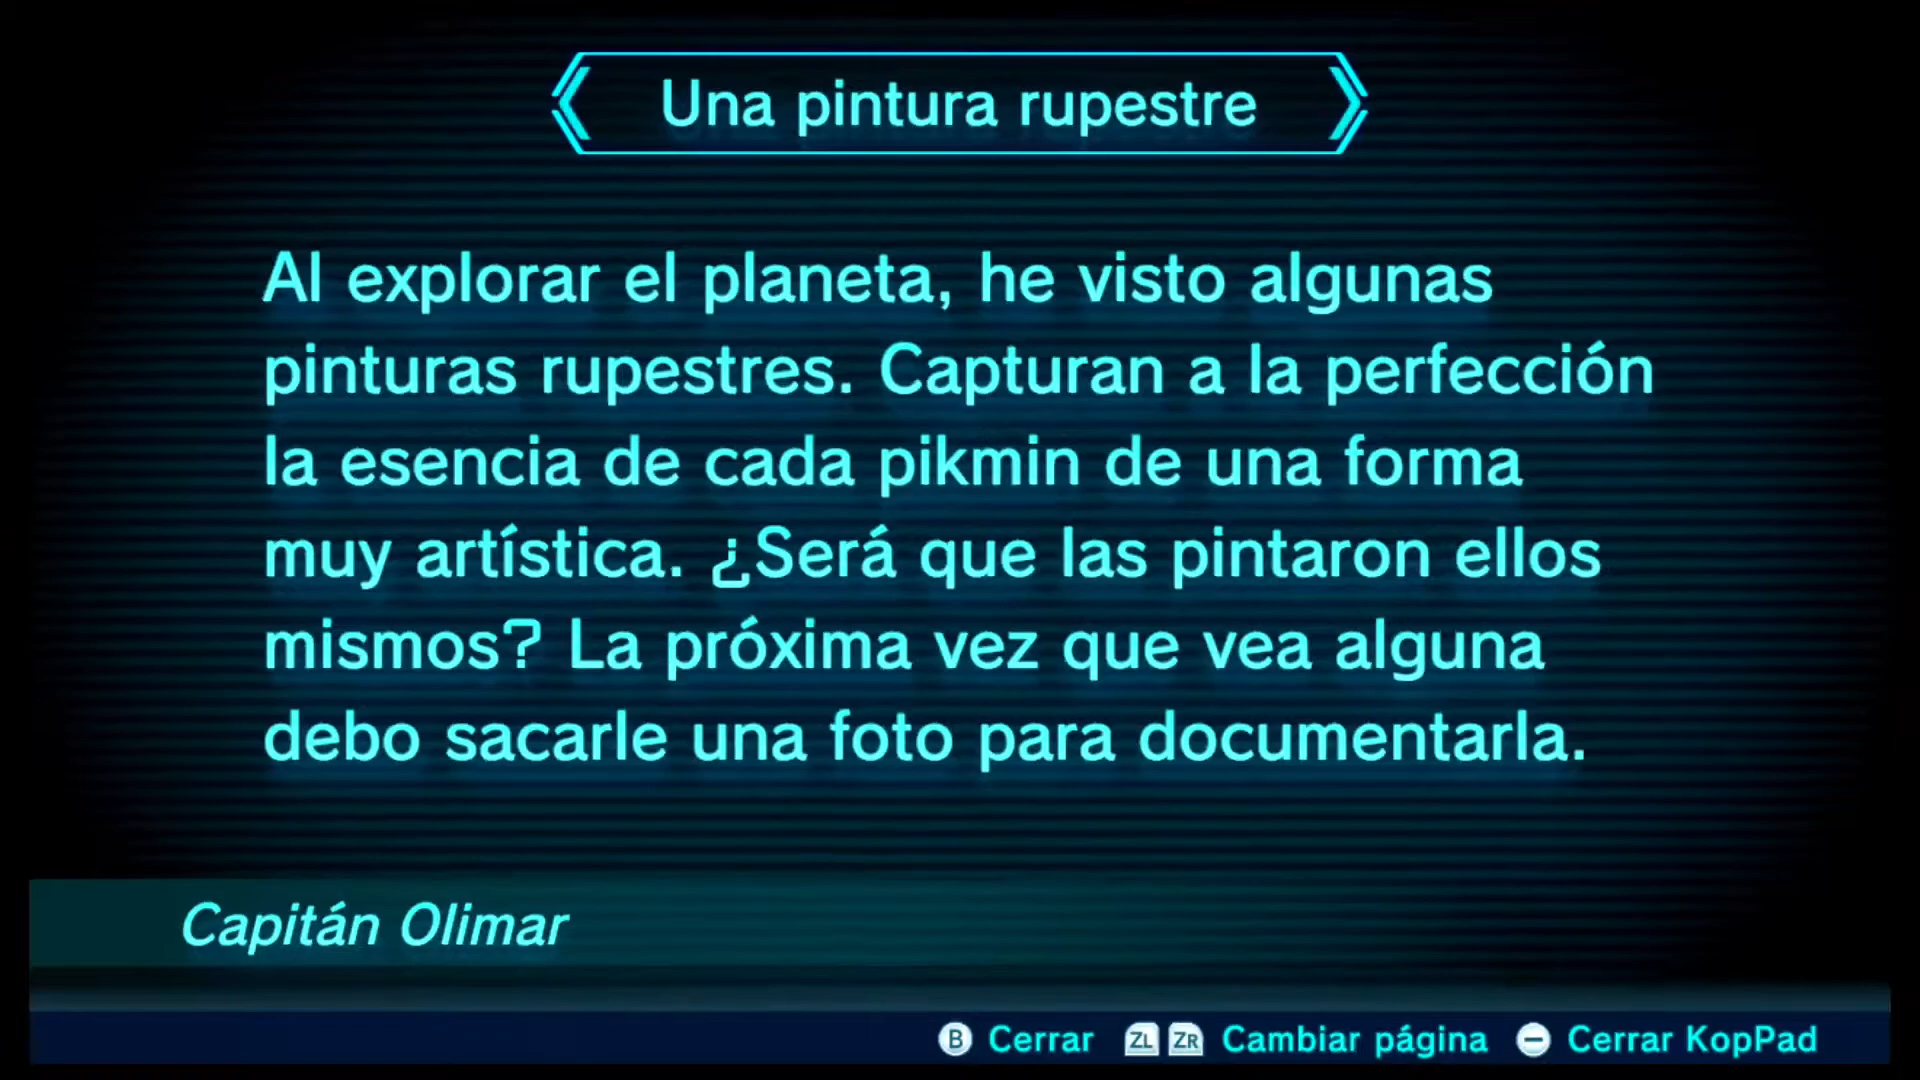 Una pintura rupestre
Al explorar el planeta, he visto algunas
pinturas rupestres. Capturan a la perfección
la esencia de cada pikmin de una forma
muy artística. ¿Será que las pintaron ellos
mismos? La próxima vez que vea alguna
debo sacarle una foto para documentarla.
Capitán Olimar
B Cerrar ZL ZR Cambiar página − Cerrar KopPad